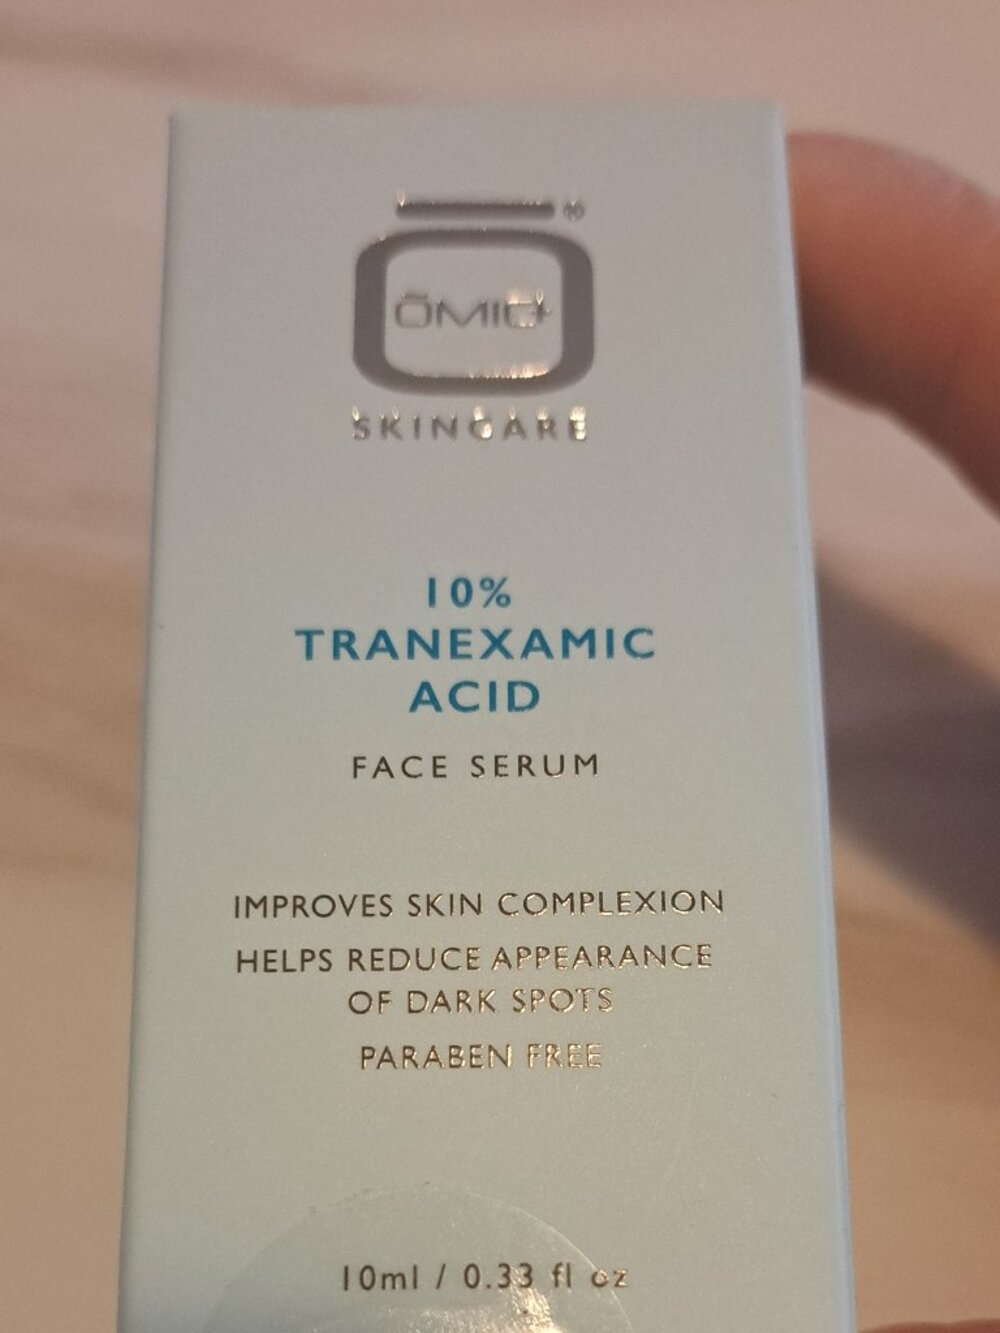 ®
ŌMIO+
SKINCARE
10%
TRANEXAMIC
ACID
FACE SERUM
IMPROVES SKIN COMPLEXION
HELPS REDUCE APPEARANCE
OF DARK SPOTS
PARABEN FREE
10ml / 0.33 fl oz